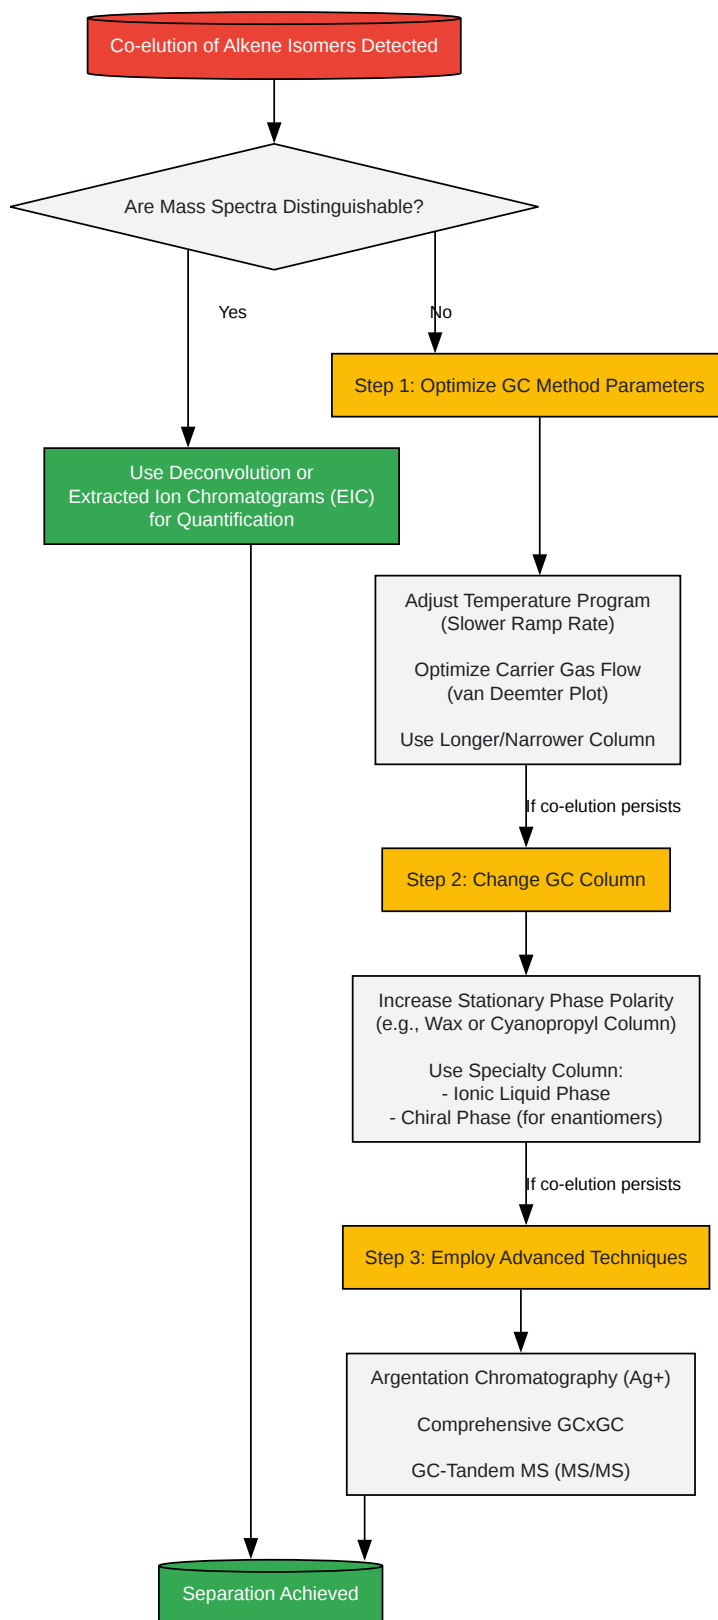 Co-elution of Alkene Isomers Detected
Are Mass Spectra Distinguishable?
Yes
No
Step 1: Optimize GC Method Parameters
Use Deconvolution or
Extracted Ion Chromatograms (EIC)
for Quantification
Adjust Temperature Program
(Slower Ramp Rate)
Optimize Carrier Gas Flow
(van Deemter Plot)
Use Longer/Narrower Column
If co-elution persists
Step 2: Change GC Column
Increase Stationary Phase Polarity
(e.g., Wax or Cyanopropyl Column)
Use Specialty Column:
- Ionic Liquid Phase
- Chiral Phase (for enantiomers)
If co-elution persists
Step 3: Employ Advanced Techniques
Argentation Chromatography (Ag+)
Comprehensive GCxGC
GC-Tandem MS (MS/MS)
Separation Achieved